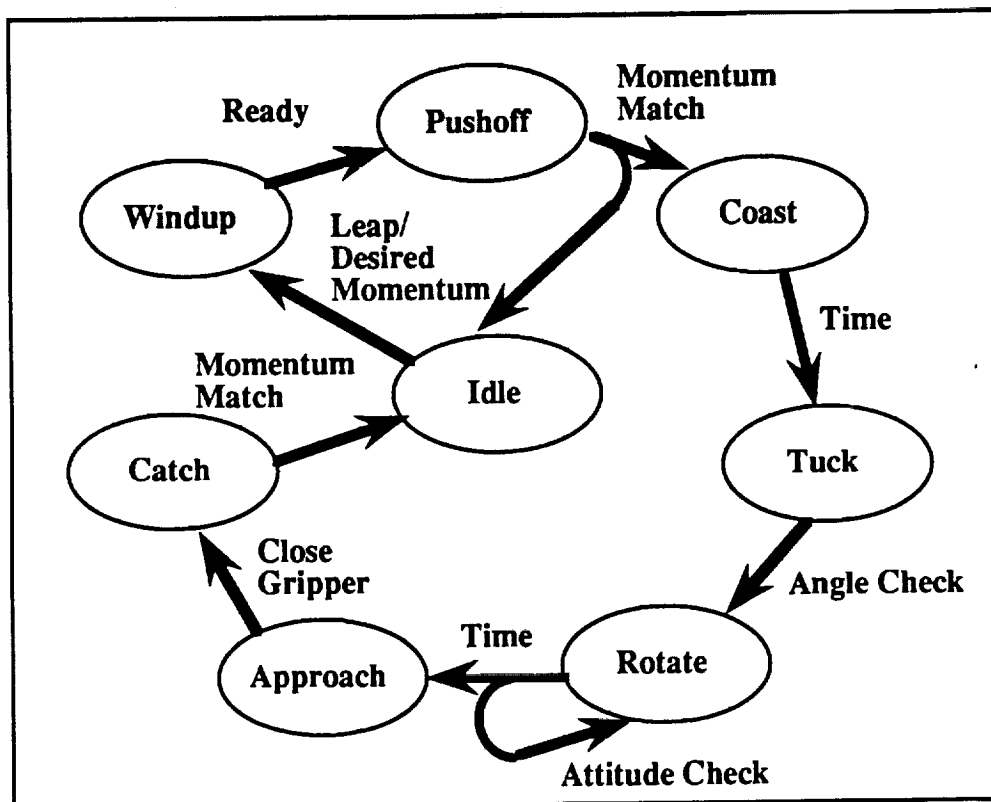 Momentum
Match
Ready
Pushoff
Windup
Coast
Leap/
Desired
Momentum
Time
Momentum
Match
Idle
Catch
Tuck
Close
Gripper
Angle Check
Time
Approach
Rotate
Attitude Check